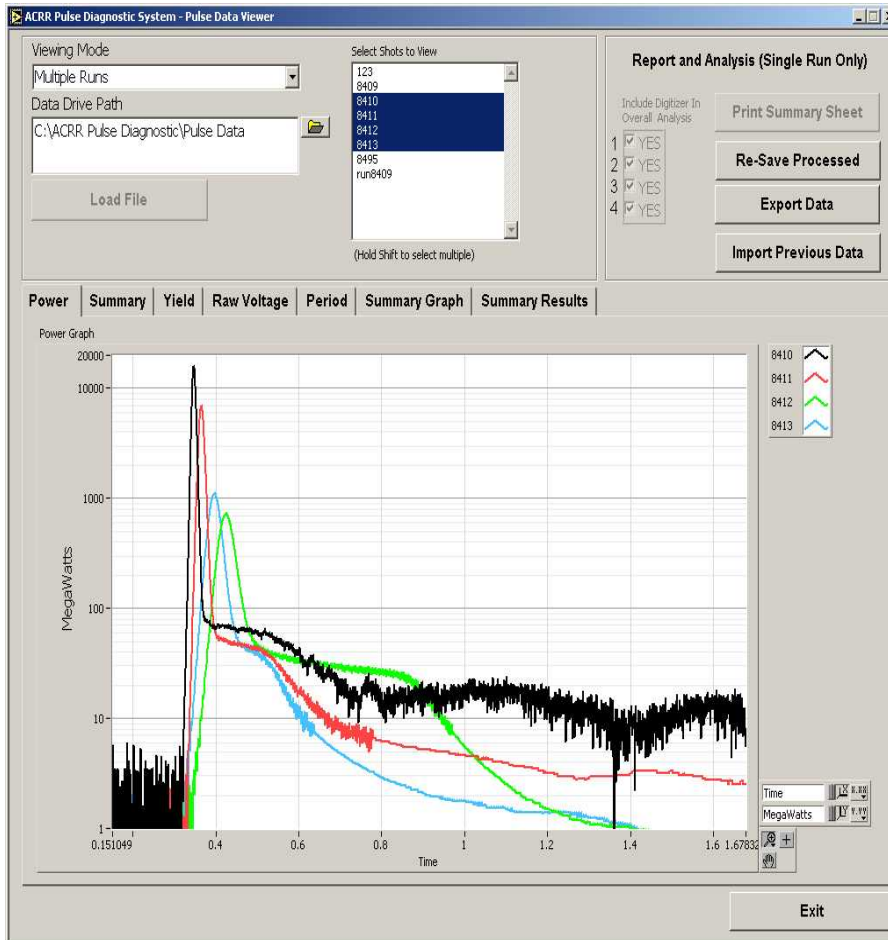 ACRR Pulse Diagnostic System - Pulse Data Viewer
Viewing Mode
Multiple Runs
Data Drive Path
C:\ACRR Pulse Diagnostic\Pulse Data
Load File
Select Shots to View
123
8409
8410
8411
8412
8413
8495
run8409
(Hold Shift to select multiple)
Report and Analysis (Single Run Only)
Include Digitizer In
Overall Analysis
1 YES
2 YES
3 YES
4 YES
Print Summary Sheet
Re-Save Processed
Export Data
Import Previous Data
Power Summary Yield Raw Voltage Period Summary Graph Summary Results
Power Graph
20000
10000
1000
100
10
1
MegaWatts
0.151049 0.4 0.6 0.8 1 1.2 1.4 1.6 1.67832
Time
8410
8411
8412
8413
Time
MegaWatts
Exit